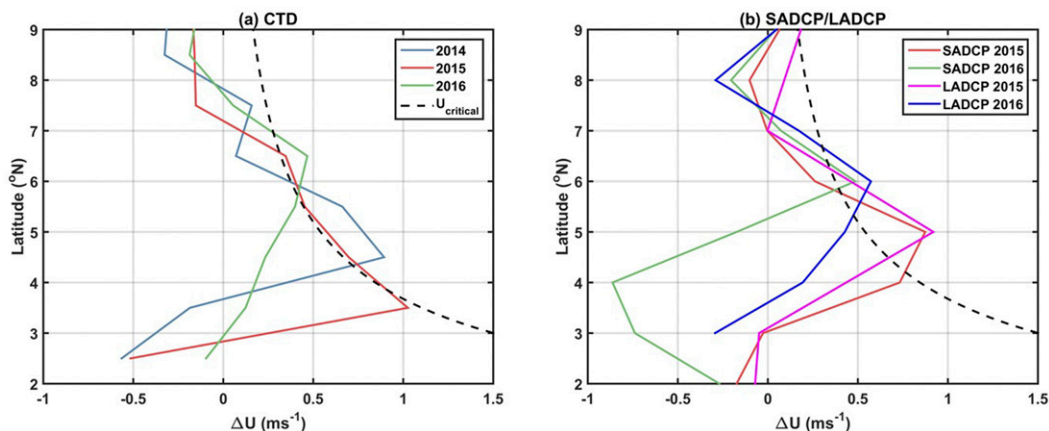 (a) CTD
9
8
7
6
5
4
3
2
Latitude (°N)
-1 -0.5 0 0.5 1 1.5
ΔU (ms⁻¹)
2014
2015
2016
U_critical
(b) SADCP/LADCP
9
8
7
6
5
4
3
2
Latitude (°N)
-1 -0.5 0 0.5 1 1.5
ΔU (ms⁻¹)
SADCP 2015
SADCP 2016
LADCP 2015
LADCP 2016